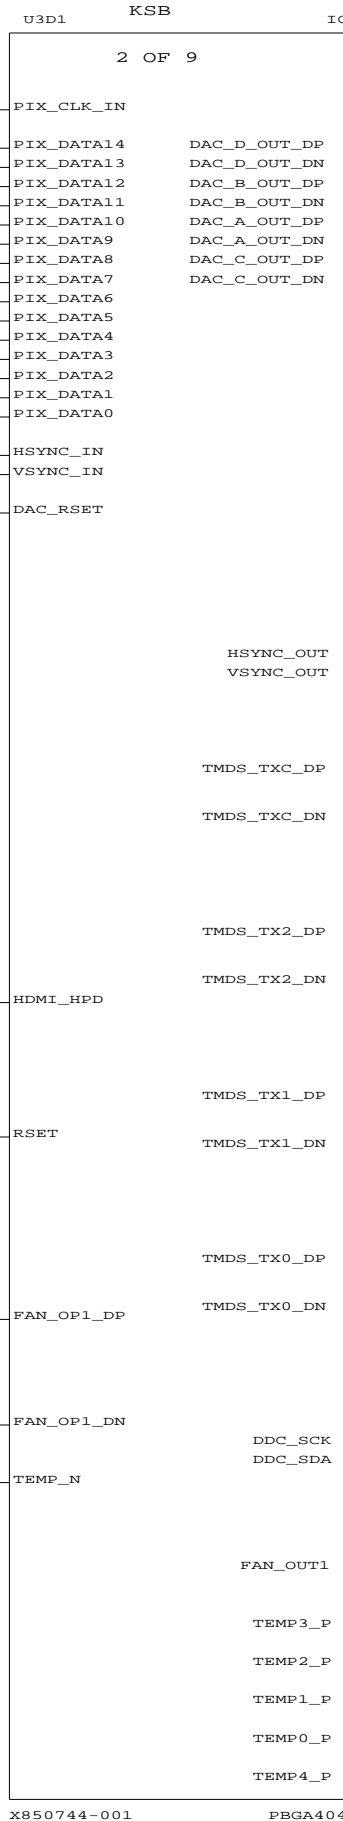 U3D1 KSB IC
2 OF 9
PIX_CLK_IN
PIX_DATA14 DAC_D_OUT_DP
PIX_DATA13 DAC_D_OUT_DN
PIX_DATA12 DAC_B_OUT_DP
PIX_DATA11 DAC_B_OUT_DN
PIX_DATA10 DAC_A_OUT_DP
PIX_DATA9 DAC_A_OUT_DN
PIX_DATA8 DAC_C_OUT_DP
PIX_DATA7 DAC_C_OUT_DN
PIX_DATA6
PIX_DATA5
PIX_DATA4
PIX_DATA3
PIX_DATA2
PIX_DATA1
PIX_DATA0
HSYNC_IN
VSYNC_IN
DAC_RSET
HSYNC_OUT
VSYNC_OUT
TMDS_TXC_DP
TMDS_TXC_DN
TMDS_TX2_DP
TMDS_TX2_DN
HDMI_HPD
TMDS_TX1_DP
RSET
TMDS_TX1_DN
TMDS_TX0_DP
TMDS_TX0_DN
FAN_OP1_DP
FAN_OP1_DN
DDC_SCK
DDC_SDA
TEMP_N
FAN_OUT1
TEMP3_P
TEMP2_P
TEMP1_P
TEMP0_P
TEMP4_P
X850744-001 PBGA404